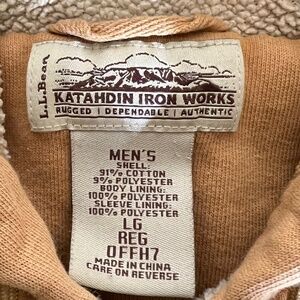 L.L.Bean
KATAHDIN IRON WORKS
RUGGED | DEPENDABLE | AUTHENTIC
MEN'S
SHELL:
91% COTTON
9% POLYESTER
BODY LINING:
100% POLYESTER
SLEEVE LINING:
100% POLYESTER
LG
REG
OFFH7
MADE IN CHINA
CARE ON REVERSE